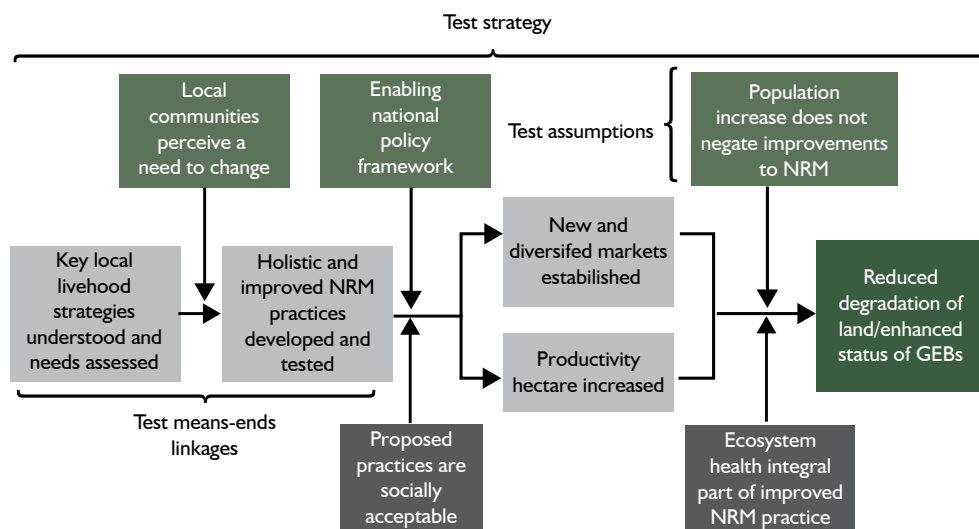 Test strategy
Local
communities
perceive a
need to change
Enabling
national
policy
framework
Test assumptions
Population
increase does not
negate improvements
to NRM
Key local
livehood
strategies
understood and
needs assessed
Holistic and
improved NRM
practices
developed and
tested
New and
diversifed markets
estabilished
Productivity
hectare increased
Reduced
degradation of
land/enhanced
status of GEBs
Test means-ends
linkages
Proposed
practices are
socially
acceptable
Ecosystem
health integral
part of improved
NRM practice